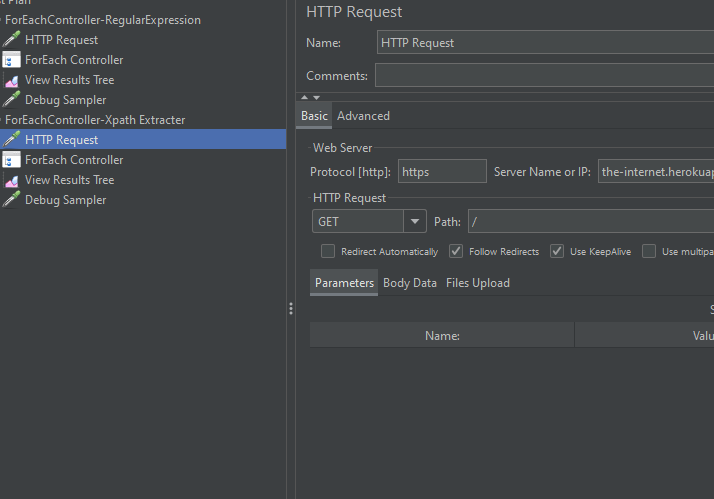 Plan
ForEachController-RegularExpression
HTTP Request
ForEach Controller
View Results Tree
Debug Sampler
ForEachController-Xpath Extracter
HTTP Request
ForEach Controller
View Results Tree
Debug Sampler
HTTP Request
Name: HTTP Request
Comments:
Basic Advanced
Web Server
Protocol [http]: https Server Name or IP: the-internet.herokuap
HTTP Request
GET Path: /
Redirect Automatically Follow Redirects Use KeepAlive Use multipa
Parameters Body Data Files Upload
S
Name: Valu